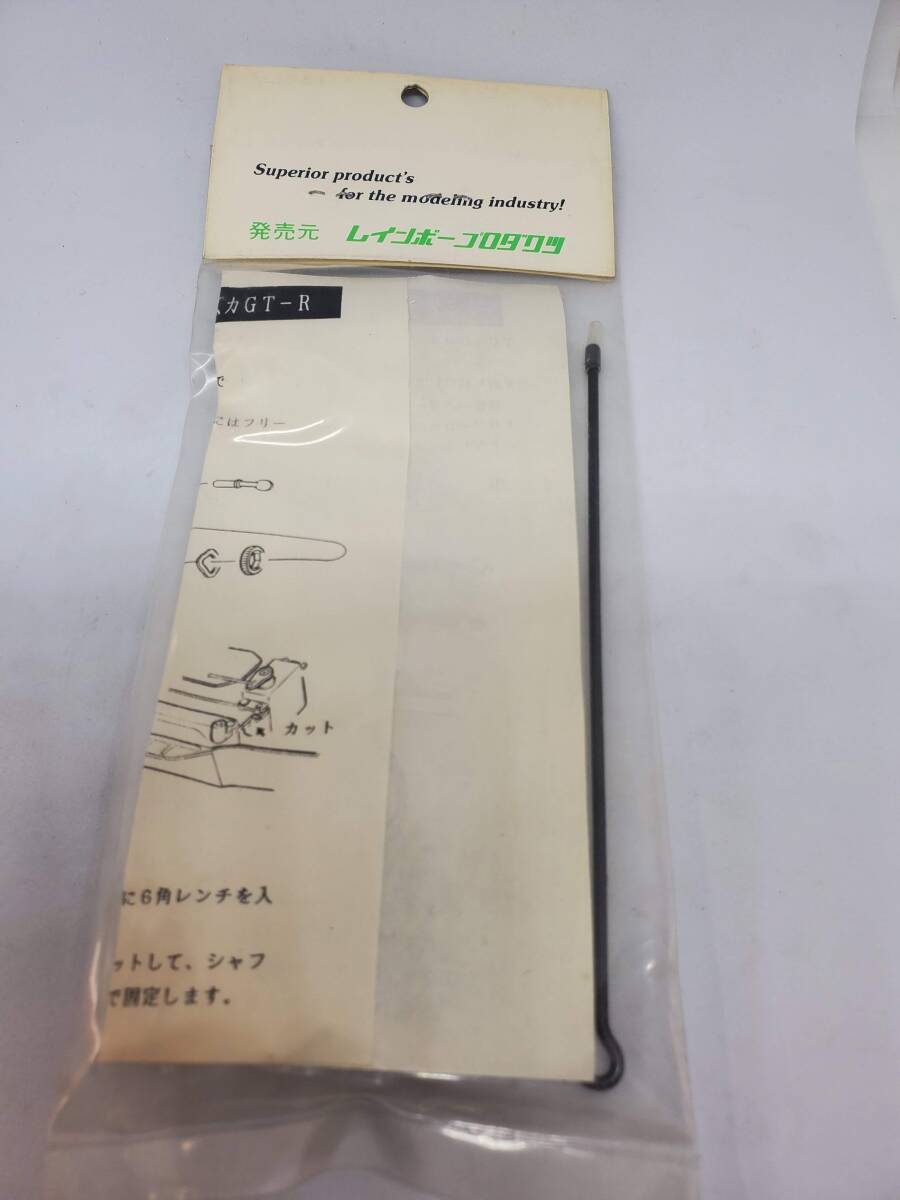 Superior product's
for the modeling industry!
発売元 レインボープロダクツ
カGT－R
で
にはフリー
カット
に6角レンチを入
ットして、シャフ
で固定します。